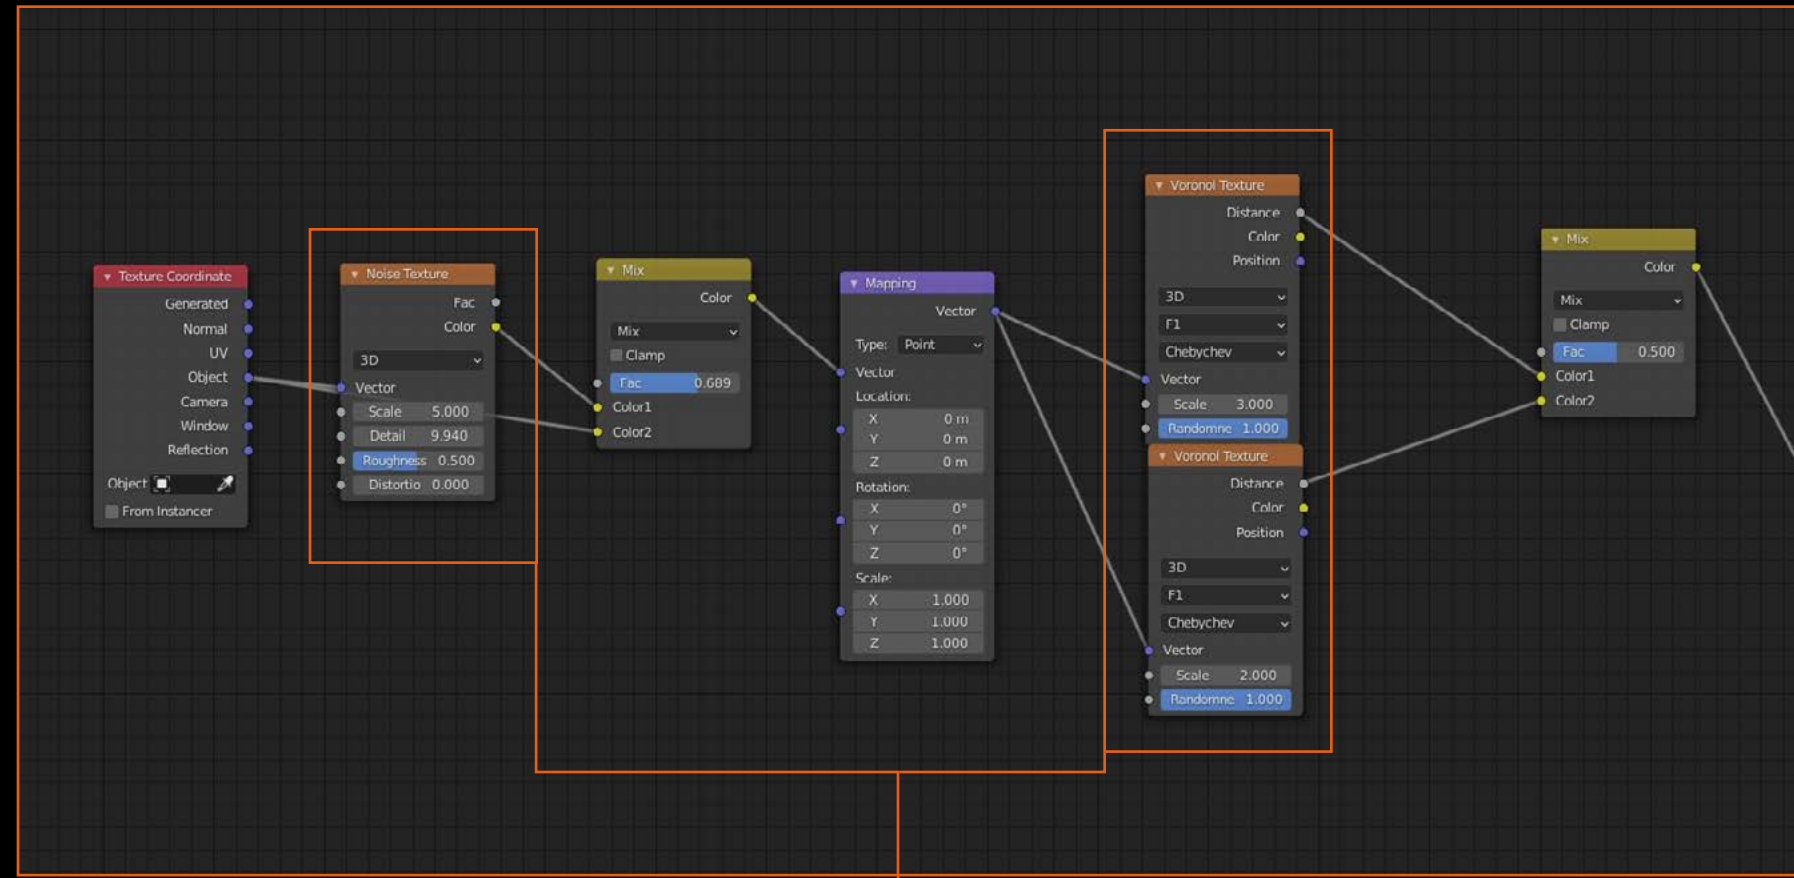 Texture Coordinate
Generated
Normal
UV
Object
Camera
Window
Reflection
Object
From Instancer
Noise Texture
Fac
Color
3D
Vector
Scale 5.000
Detail 9.940
Roughness 0.500
Distortio 0.000
Mix
Color
Mix
Clamp
Fac 0.689
Color1
Color2
Mapping
Vector
Type: Point
Vector
Location:
X 0 m
Y 0 m
Z 0 m
Rotation:
X 0°
Y 0°
Z 0°
Scale:
X 1.000
Y 1.000
Z 1.000
Voronoi Texture
Distance
Color
Position
3D
F1
Chebychev
Vector
Scale 3.000
Randomne 1.000
Voronoi Texture
Distance
Color
Position
3D
F1
Chebychev
Vector
Scale 2.000
Randomne 1.000
Mix
Color
Mix
Clamp
Fac 0.500
Color1
Color2